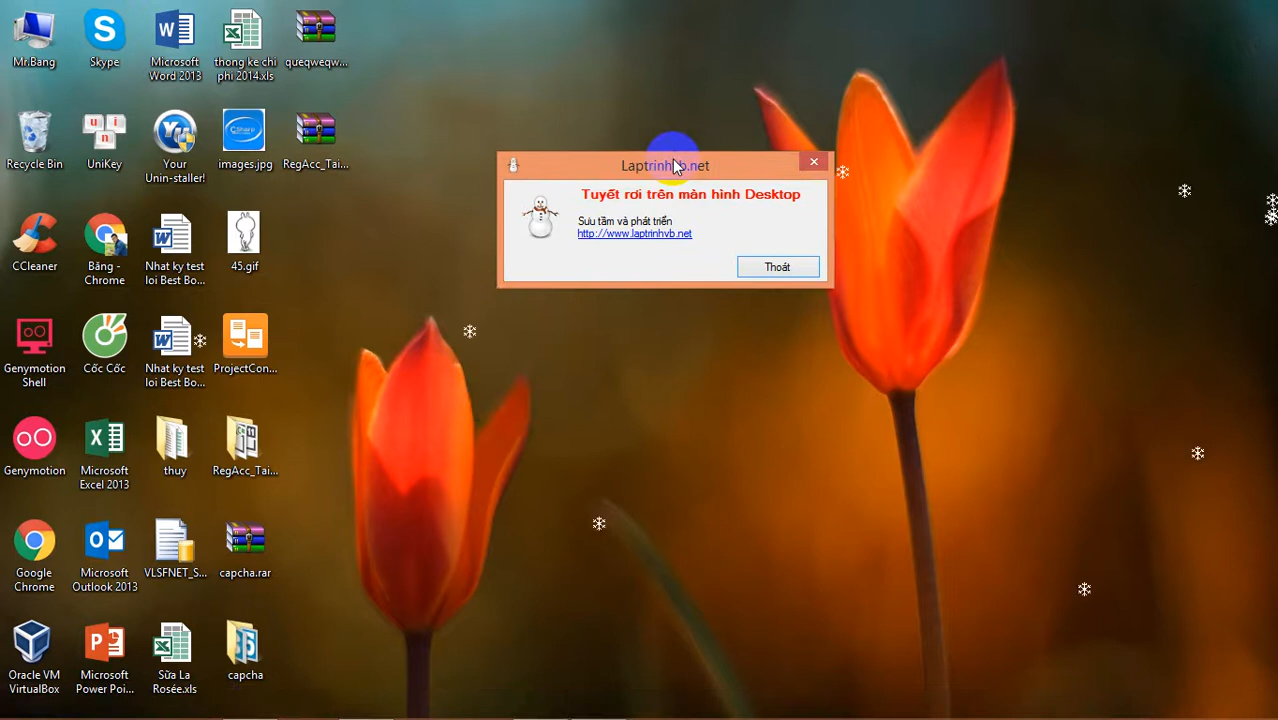 Mr.Bang
Skype
Microsoft
Word 2013
thong ke chi
phi 2014.xls
queqweqw...
Recycle Bin
UniKey
Your
Unin-staller!
images.jpg
RegAcc_Tai...
CCleaner
Băng -
Chrome
Nhat ky test
loi Best Bo...
45.gif
Genymotion
Shell
Cốc Cốc
Nhat ky test
loi Best Bo...
ProjectCon...
Genymotion
Microsoft
Excel 2013
thuy
RegAcc_Tai...
Google
Chrome
Microsoft
Outlook 2013
VLSFNET_S...
capcha.rar
Oracle VM
VirtualBox
Microsoft
Power Poi...
Sữa La
Rosée.xls
capcha
Laptrinhvb.net
Tuyết rơi trên màn hình Desktop
Sưu tầm và phát triển
http://www.laptrinhvb.net
Thoát